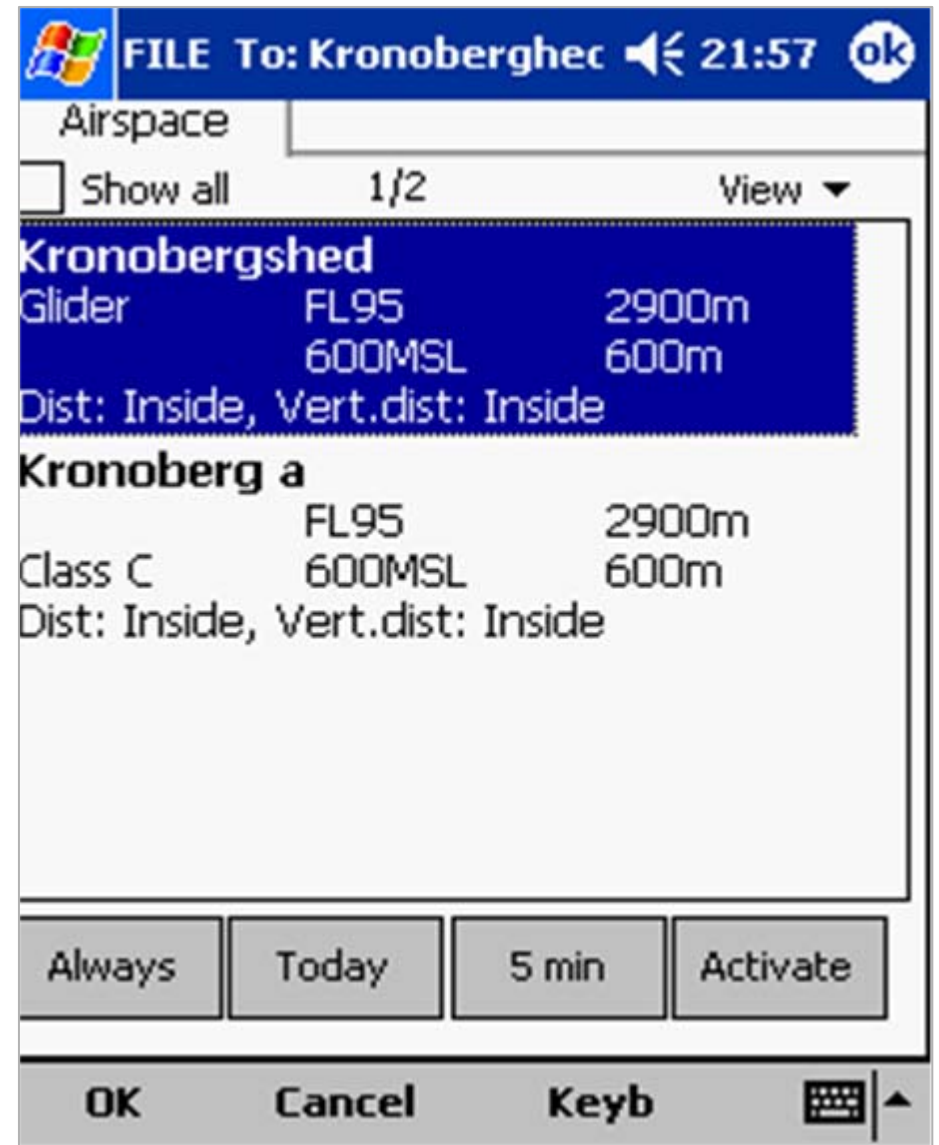 FILE To: Kronoberghec 21:57 ok
Airspace
Show all 1/2 View
Kronobergshed
Glider FL95 2900m
600MSL 600m
Dist: Inside, Vert.dist: Inside
Kronoberg a
FL95 2900m
Class C 600MSL 600m
Dist: Inside, Vert.dist: Inside
Always Today 5 min Activate
OK Cancel Keyb